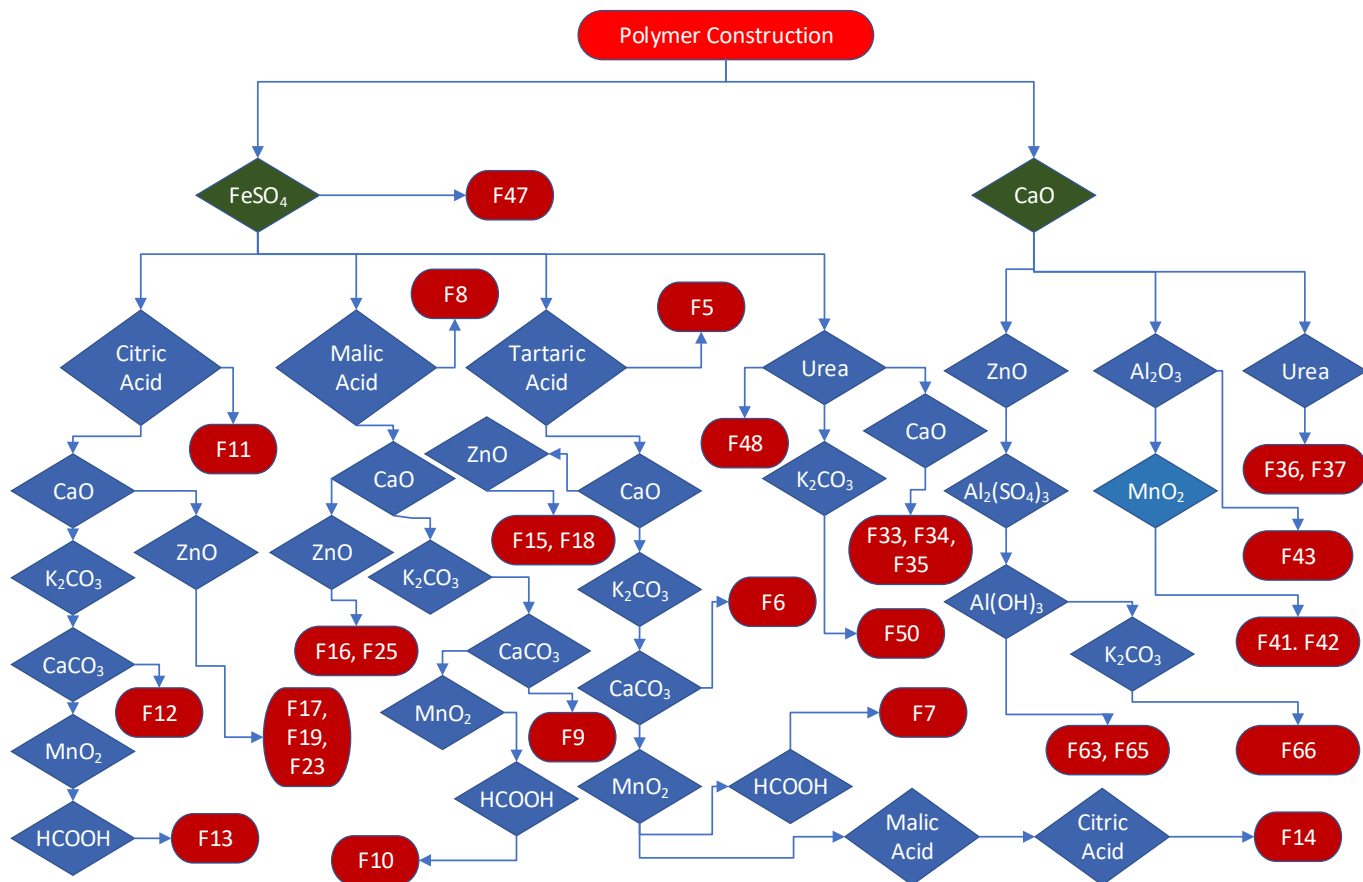 Polymer Construction
FeSO₄
F47
CaO
F8
F5
Citric
Acid
Malic
Acid
Tartaric
Acid
Urea
ZnO
Al₂O₃
Urea
F11
F48
CaO
ZnO
CaO
CaO
CaO
K₂CO₃
Al₂(SO₄)₃
MnO₂
F36, F37
ZnO
ZnO
F15, F18
F33, F34,
F35
F43
K₂CO₃
K₂CO₃
K₂CO₃
F6
Al(OH)₃
F16, F25
F50
F41. F42
CaCO₃
CaCO₃
CaCO₃
K₂CO₃
F12
MnO₂
F7
F17,
F19,
F23
F9
F63, F65
F66
MnO₂
MnO₂
HCOOH
HCOOH
HCOOH
F13
F10
Malic
Acid
Citric
Acid
F14